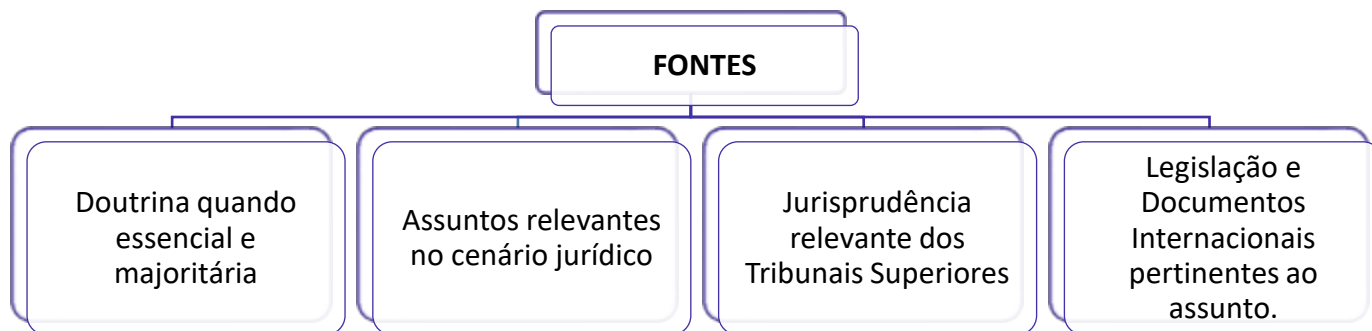 FONTES
Doutrina quando
essencial e
majoritária
Assuntos relevantes
no cenário jurídico
Jurisprudência
relevante dos
Tribunais Superiores
Legislação e
Documentos
Internacionais
pertinentes ao
assunto.